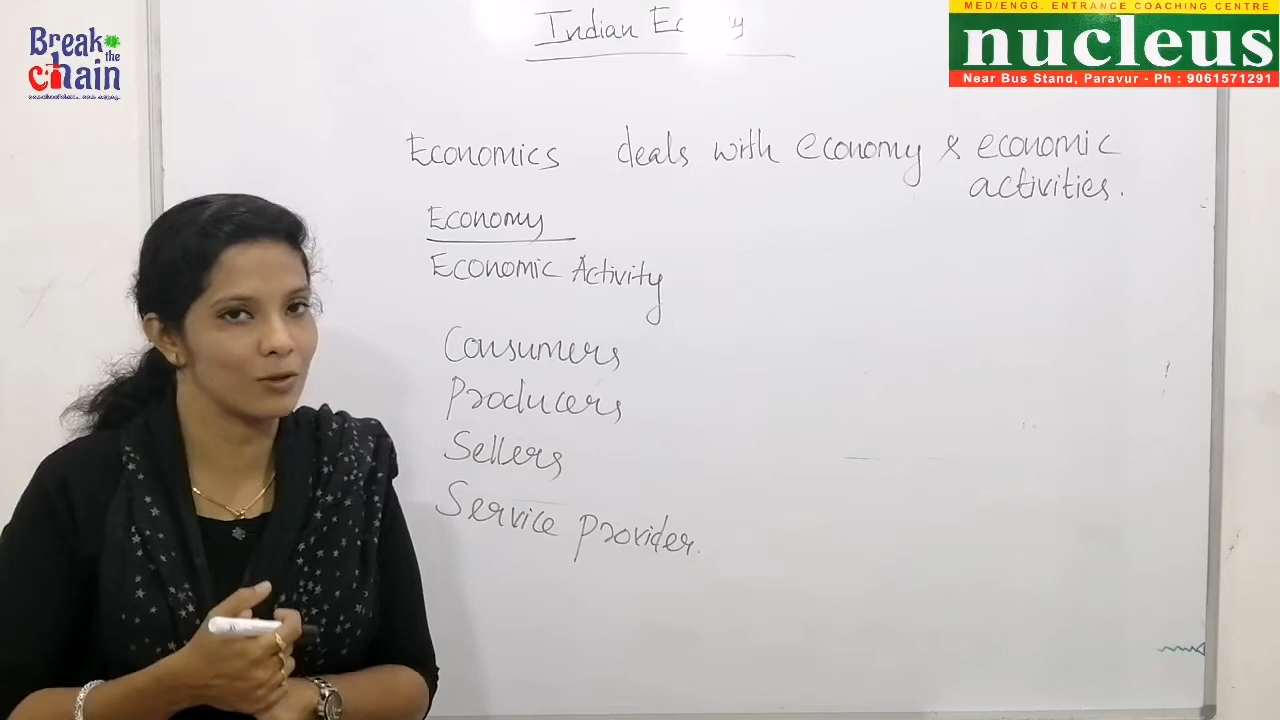 Break
the
chain
MED/ENGG. ENTRANCE COACHING CENTRE
nucleus
Near Bus Stand, Paravur - Ph : 9061571291
Indian
Economics deals with economy & economic
activities.
Economy
Economic Activity
Consumers
Producers
Sellers
Service provider.